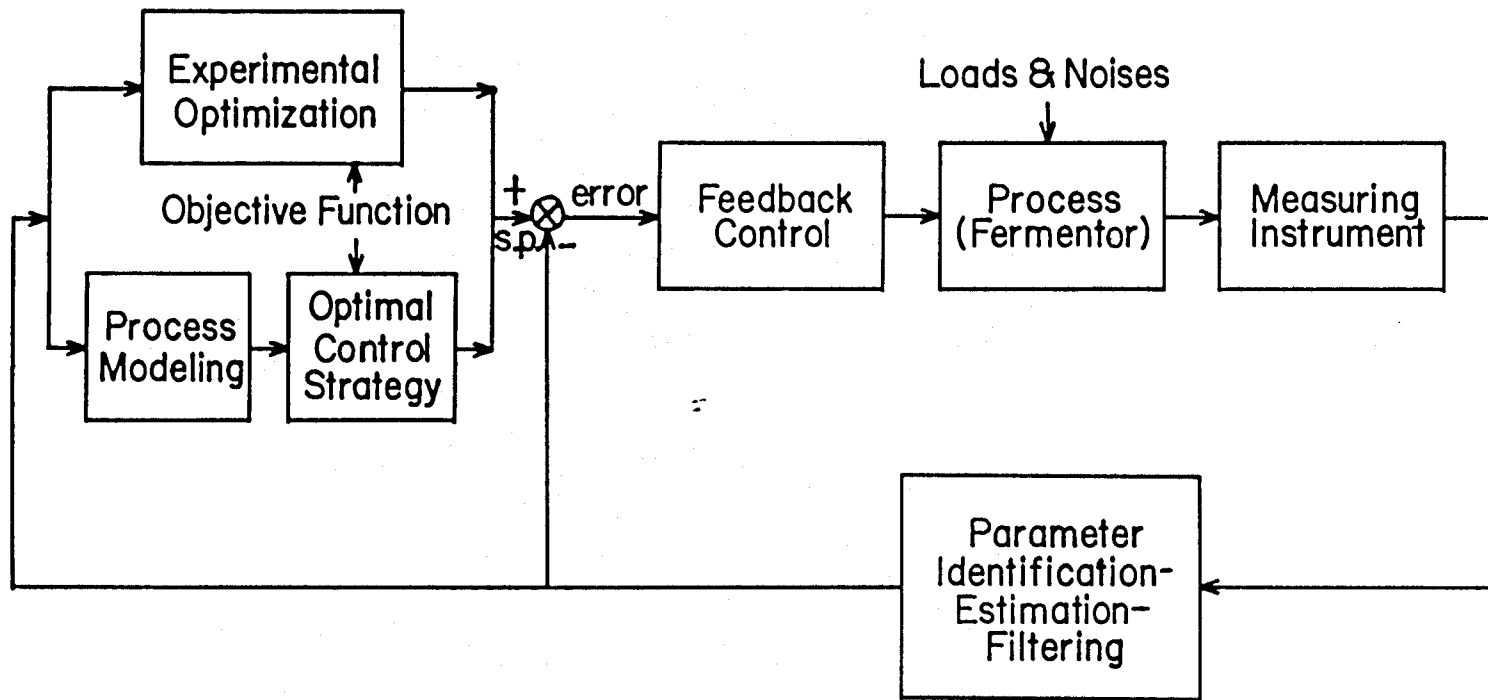 Experimental
Optimization
Objective Function
Process
Modeling
Optimal
Control
Strategy
+
s.p.
-
error
Feedback
Control
Loads & Noises
Process
(Fermentor)
Measuring
Instrument
Parameter
Identification-
Estimation-
Filtering